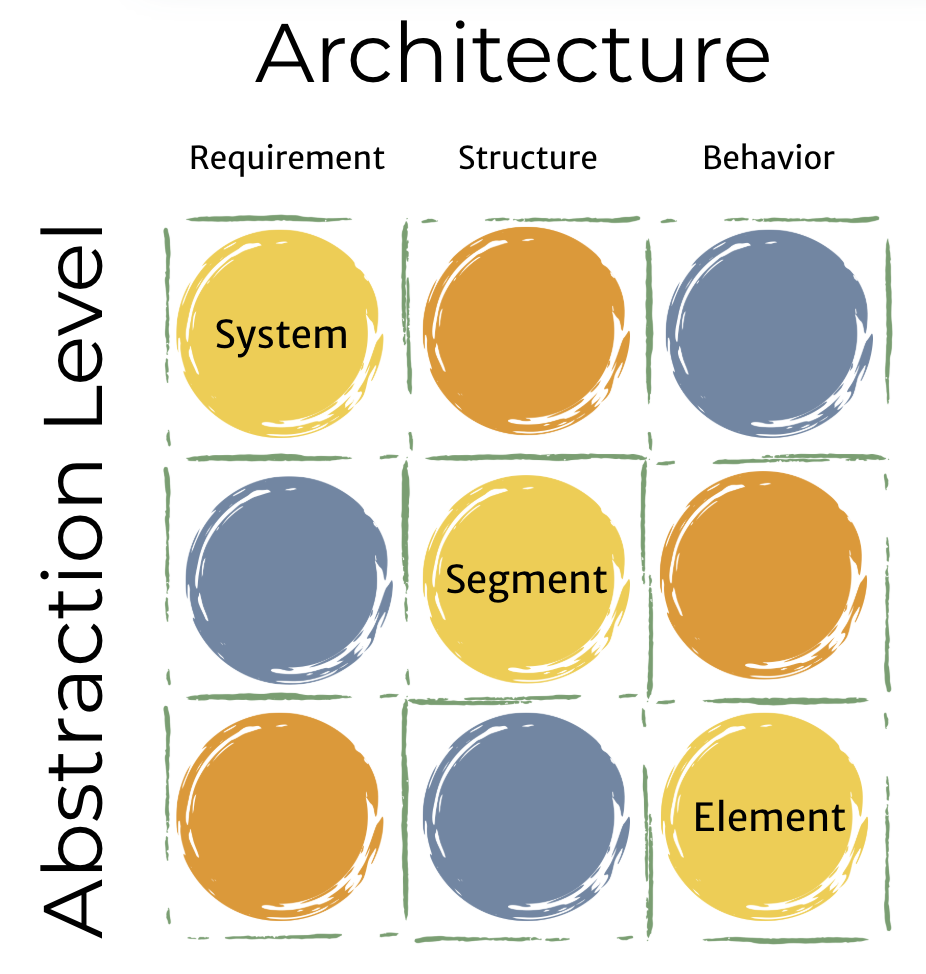 Architecture
Requirement
Structure
Behavior
Abstraction Level
System
Segment
Element